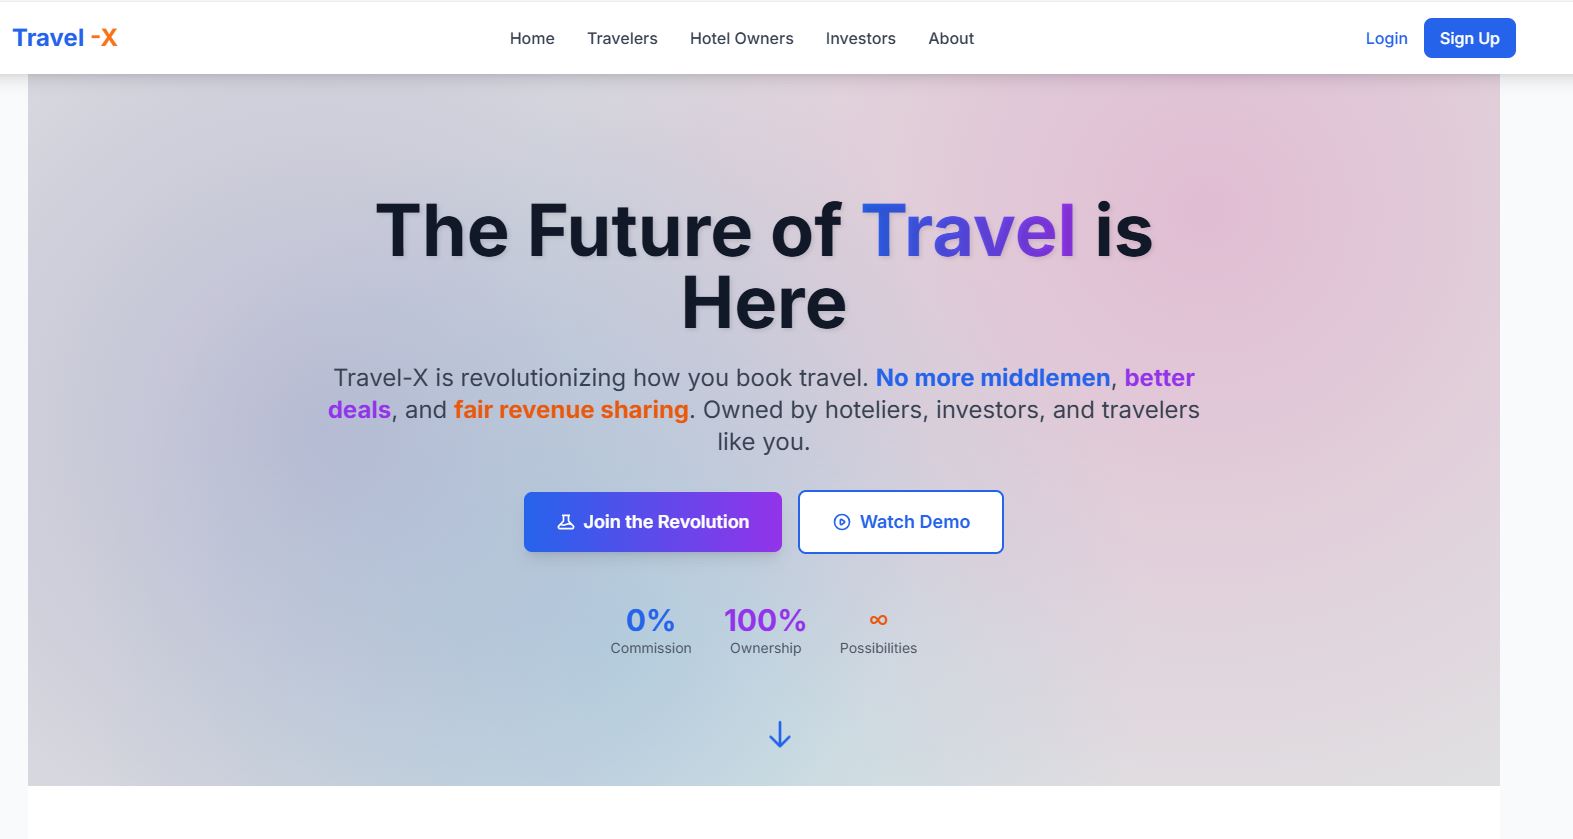 Travel -X
Home
Travelers
Hotel Owners
Investors
About
Login
Sign Up
The Future of Travel is
Here
Travel-X is revolutionizing how you book travel. No more middlemen, better
deals, and fair revenue sharing. Owned by hoteliers, investors, and travelers
like you.
Join the Revolution
Watch Demo
0%
Commission
100%
Ownership
∞
Possibilities